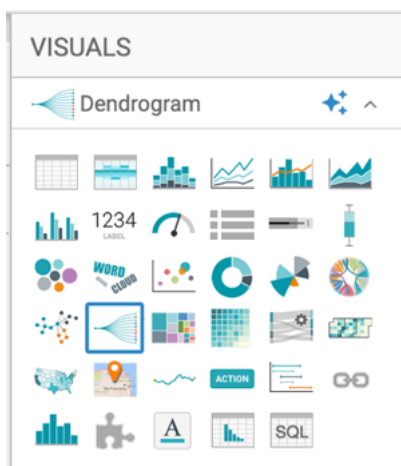 VISUALS
Dendrogram
1234
LABEL
WORD
CLOUD
ACTION
A
SQL